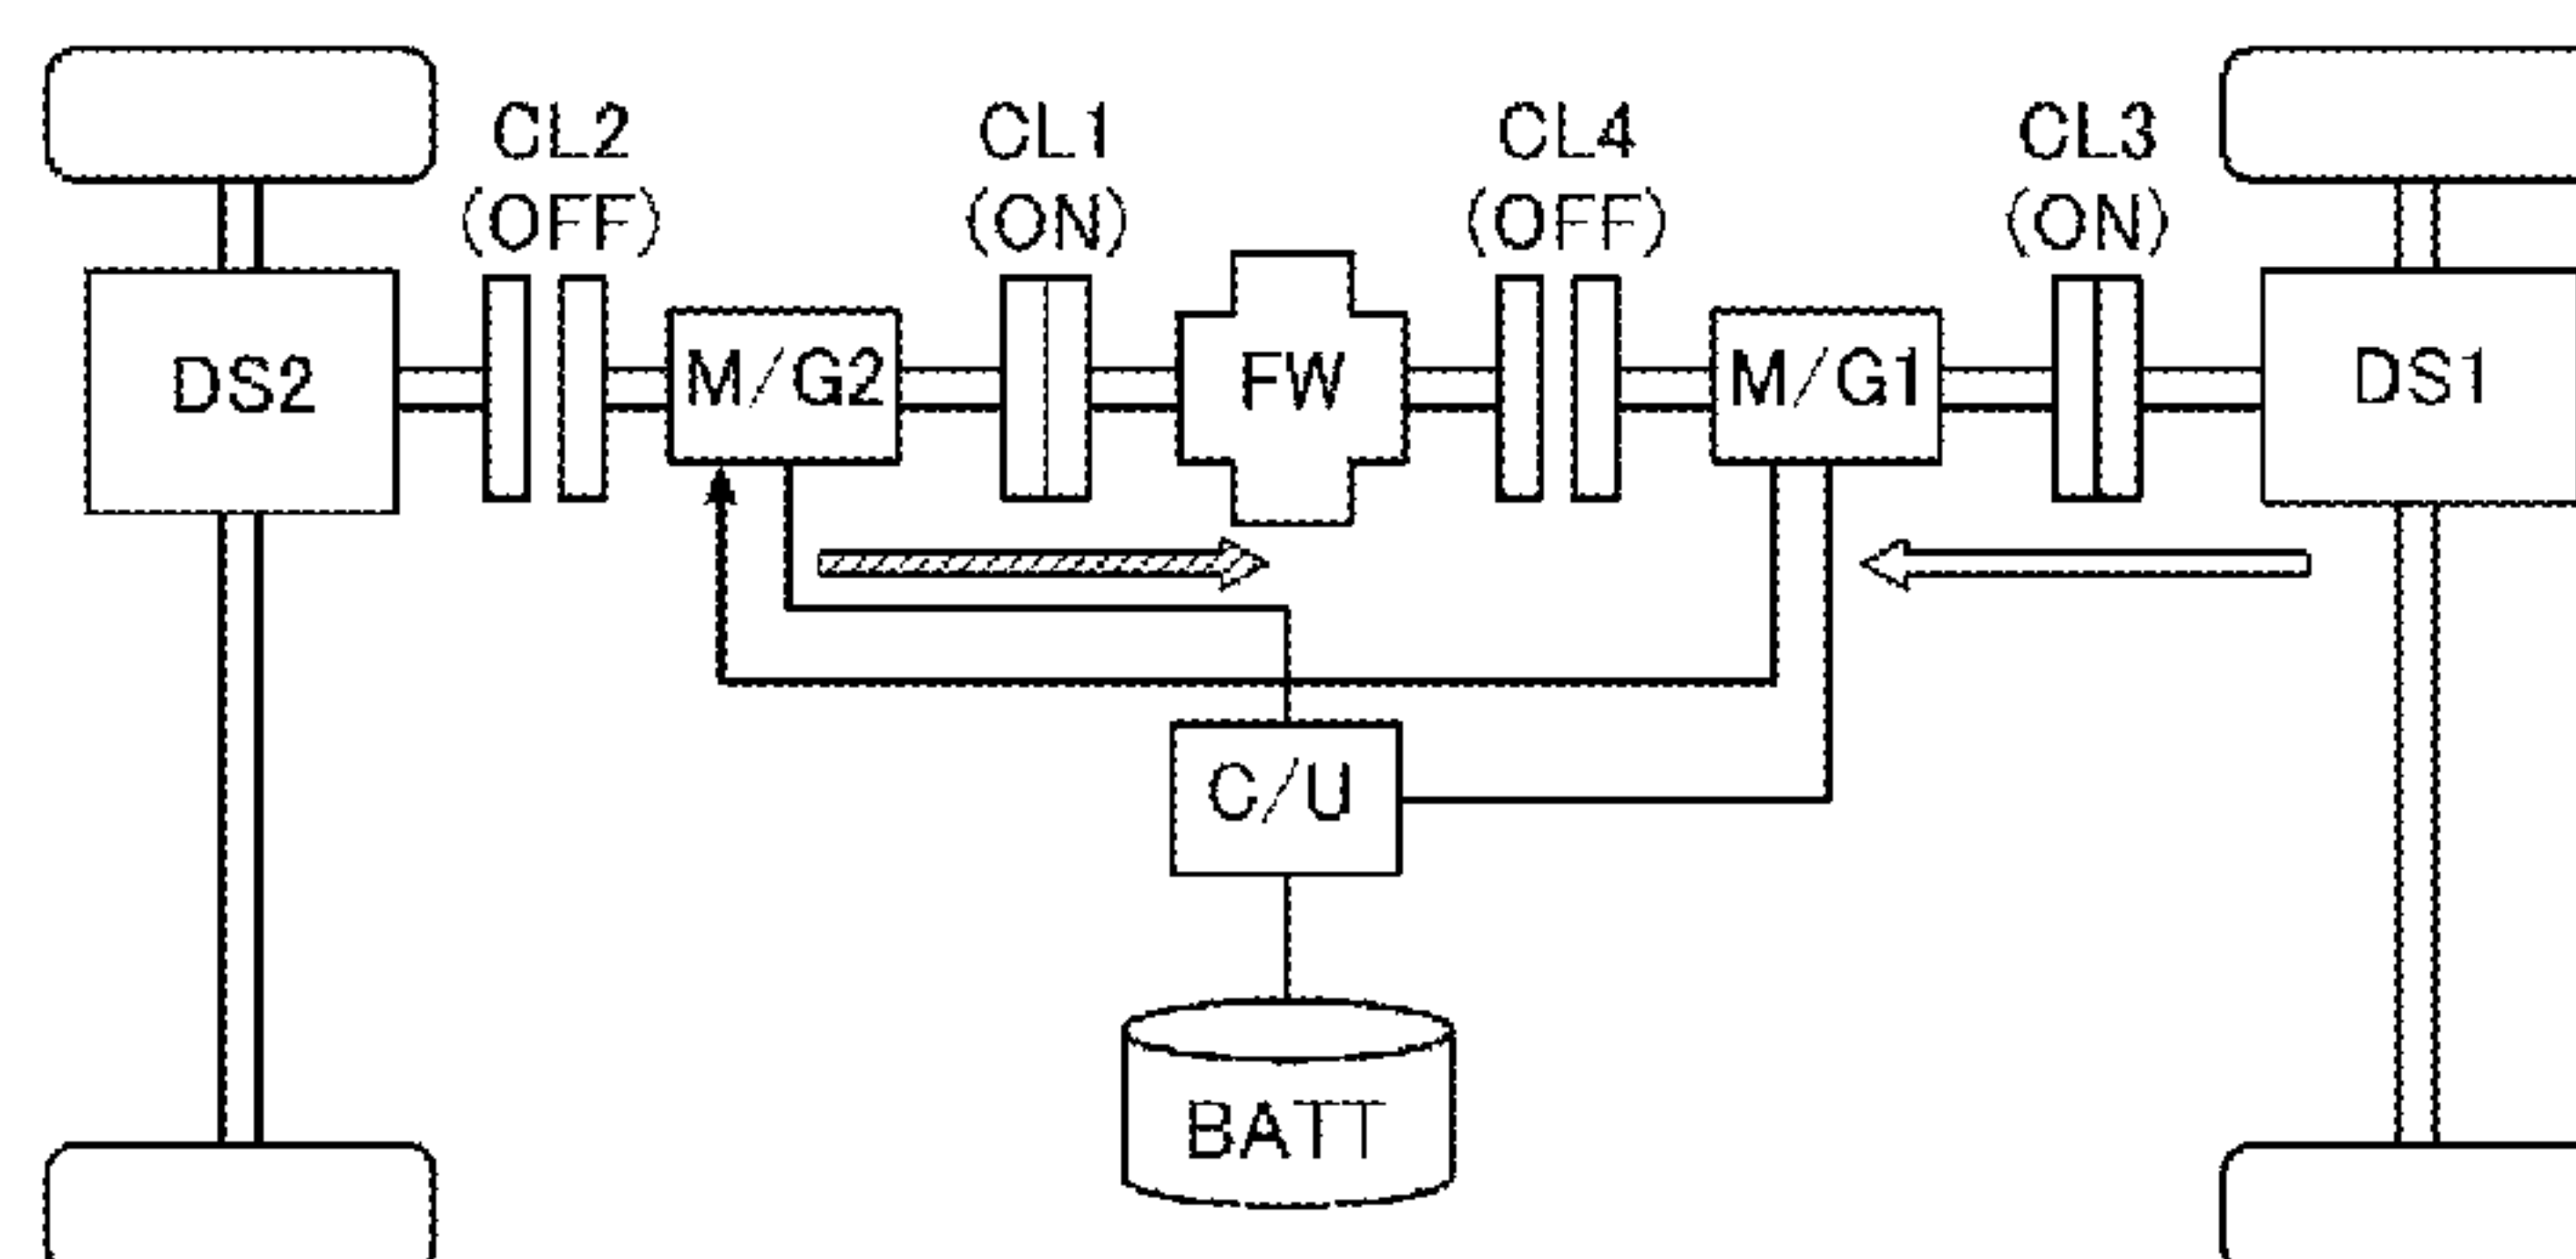 CL2
(OFF)
CL1
(ON)
CL4
(OFF)
CL3
(ON)
DS2
M/G2
FW
M/G1
DS1
C/U
BATT